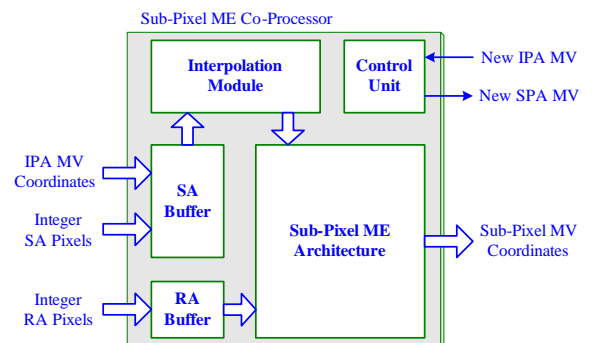 Sub-Pixel ME Co-Processor
Interpolation
Module
Control
Unit
New IPA MV
New SPA MV
IPA MV
Coordinates
SA
Buffer
Integer
SA Pixels
Sub-Pixel ME
Architecture
Sub-Pixel MV
Coordinates
Integer
RA Pixels
RA
Buffer